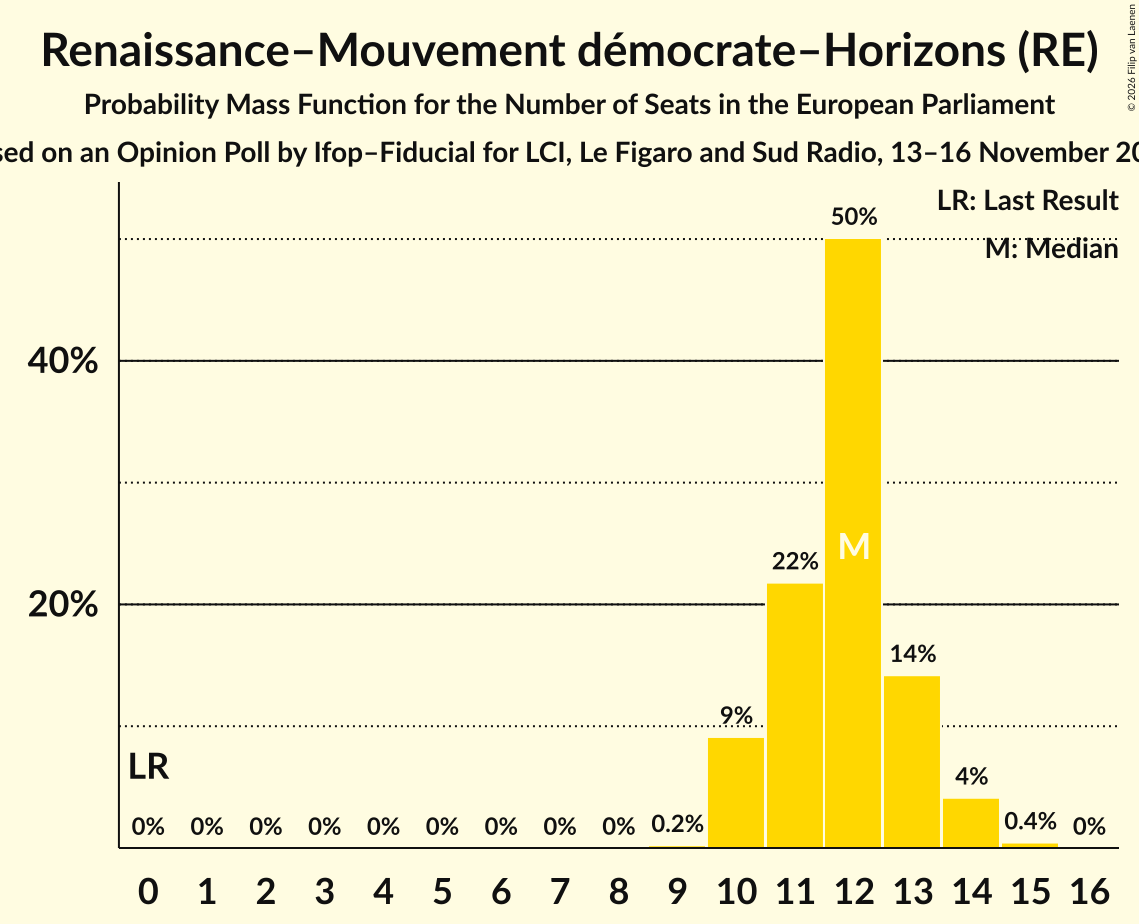 Renaissance–Mouvement démocrate–Horizons (RE)
Probability Mass Function for the Number of Seats in the European Parliament
on an Opinion Poll by Ifop–Fiducial for LCI, Le Figaro and Sud Radio, 13–16 November
© 2026 Filip van Laenen
LR: Last Result
M: Median
50%
40%
M
22%
20%
14%
9%
LR
4%
0% 0% 0% 0% 0% 0% 0% 0% 0% 0.2% 0.4% 0%
0 1 2 3 4 5 6 7 8 9 10 11 12 13 14 15 16